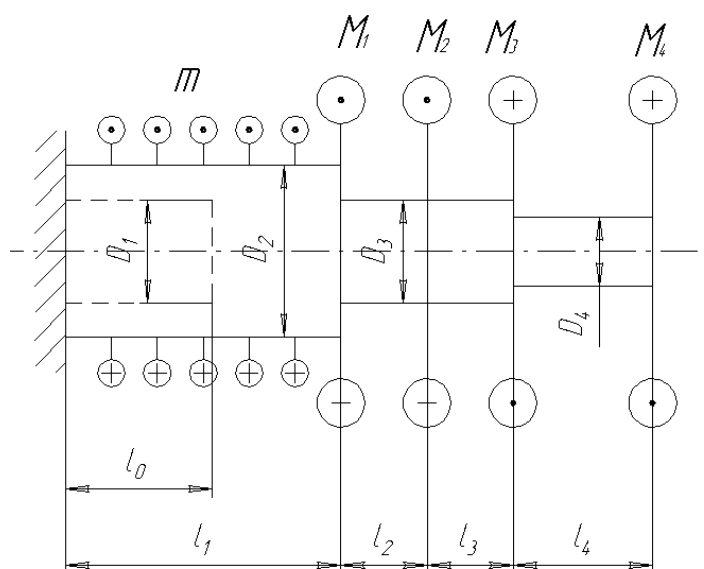 m M₁ M₂ M₃ M₄
D₁ D₂ D₃ D₄
l₀
l₁ l₂ l₃ l₄